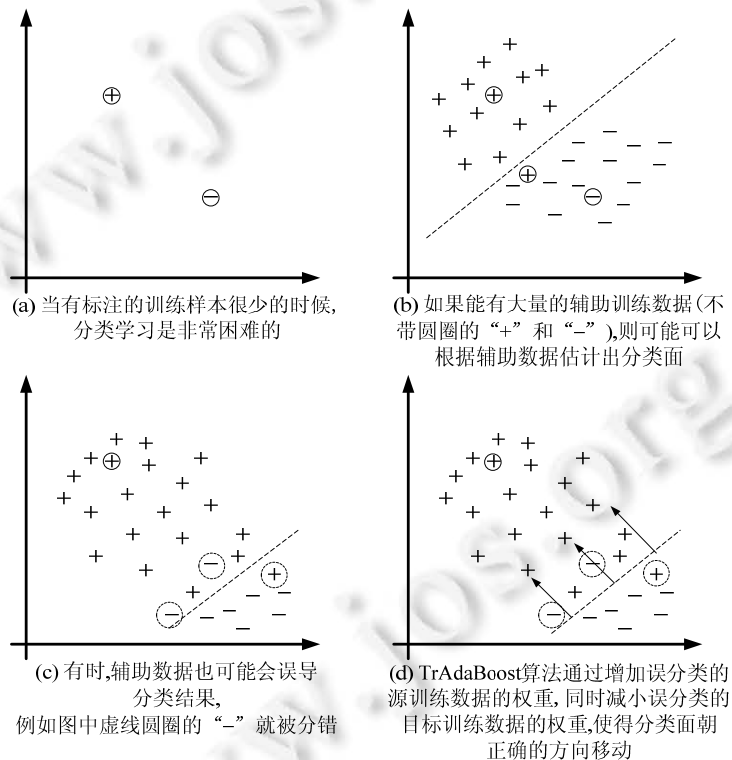 (a) 当有标注的训练样本很少的时候,
分类学习是非常困难的
(b) 如果能有大量的辅助训练数据(不
带圆圈的“+”和“–”),则可能可以
根据辅助数据估计出分类面
(c) 有时,辅助数据也可能会误导
分类结果,
例如图中虚线圆圈的“–”就被分错
(d) TrAdaBoost算法通过增加误分类的
源训练数据的权重, 同时减小误分类的
目标训练数据的权重,使得分类面朝
正确的方向移动
www.jos.org